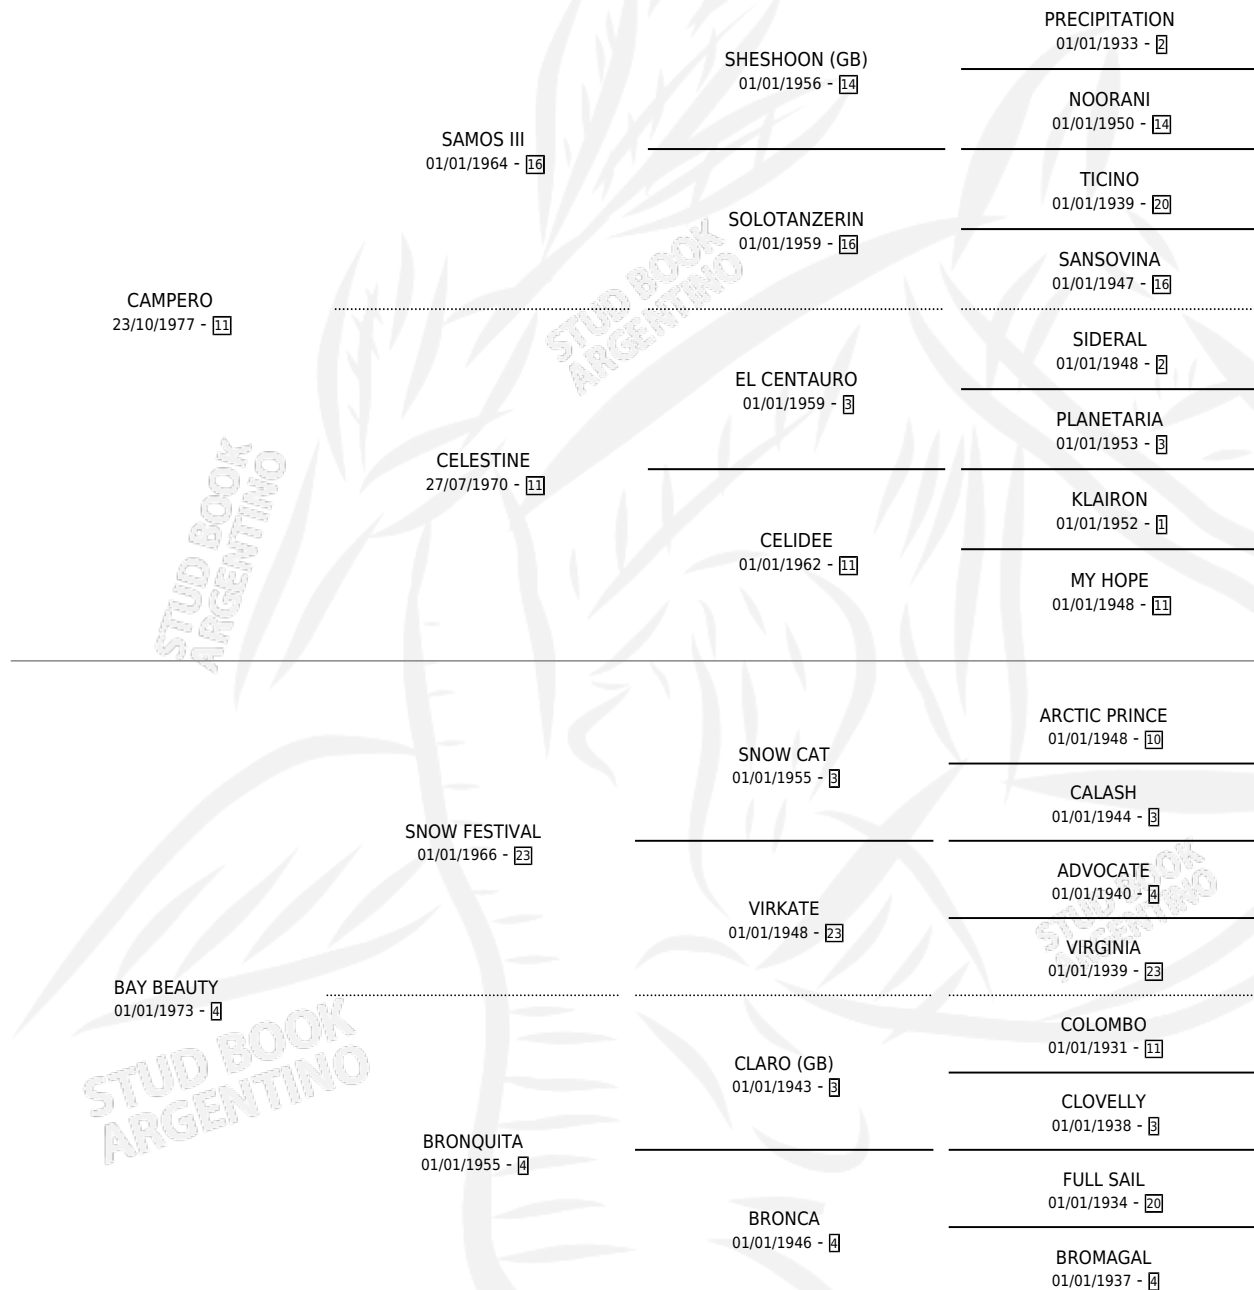 PRECIPITATION
01/01/1933 - 2
SHESHOON (GB)
01/01/1956 - 14
NOORANI
01/01/1950 - 14
SAMOS III
01/01/1964 - 16
TICINO
01/01/1939 - 20
SOLOTANZERIN
01/01/1959 - 16
SANSOVINA
01/01/1947 - 16
CAMPERO
23/10/1977 - 11
SIDERAL
01/01/1948 - 2
EL CENTAURO
01/01/1959 - 3
PLANETARIA
01/01/1953 - 3
CELESTINE
27/07/1970 - 11
KLAIRON
01/01/1952 - 1
CELIDEE
01/01/1962 - 11
MY HOPE
01/01/1948 - 11
ARCTIC PRINCE
01/01/1948 - 10
SNOW CAT
01/01/1955 - 3
CALASH
01/01/1944 - 3
SNOW FESTIVAL
01/01/1966 - 23
ADVOCATE
01/01/1940 - 4
VIRKATE
01/01/1948 - 23
VIRGINIA
01/01/1939 - 23
BAY BEAUTY
01/01/1973 - 4
COLOMBO
01/01/1931 - 11
CLARO (GB)
01/01/1943 - 3
CLOVELLY
01/01/1938 - 3
BRONQUITA
01/01/1955 - 4
FULL SAIL
01/01/1934 - 20
BRONCA
01/01/1946 - 4
BROMAGAL
01/01/1937 - 4
STUD BOOK
ARGENTINO
STUD BOOK
ARGENTINO
STUD BOOK
ARGENTINO
STUD BOOK
ARGENTINO